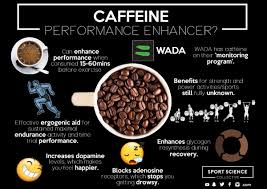 CAFFEINE
PERFORMANCE ENHANCER?
Can enhance
performance when
consumed 15-60mins
before exercise
WADA
WADA has caffeine
on their 'monitoring
program'.
Benefits for strength and
power activities/sports
still fully unknown.
Effective ergogenic aid for
sustained maximal
endurance activity and time
trial performance.
Increases dopamine
levels, which makes
you feel happier.
Blocks adenosine
receptors, which stops you
getting drowsy.
Enhances glycogen
resynthesis during
recovery.
SPORT SCIENCE
COLLECTIVE